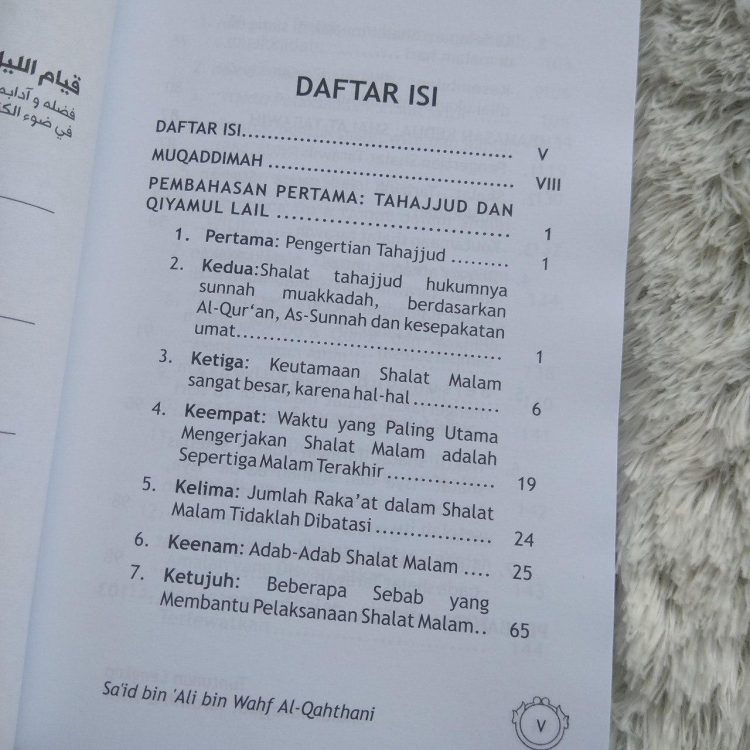 قيام الليل
فضله و آدابه
في ضوء الك
DAFTAR ISI
DAFTAR ISI.................................................. V
MUQADDIMAH .............................................. VIII
PEMBAHASAN PERTAMA: TAHAJJUD DAN
QIYAMUL LAIL ........................................ 1
1. Pertama: Pengertian Tahajjud ......... 1
2. Kedua:Shalat tahajjud hukumnya
sunnah muakkadah, berdasarkan
Al-Qur‘an, As-Sunnah dan kesepakatan
umat............................................. 1
3. Ketiga: Keutamaan Shalat Malam
sangat besar, karena hal-hal ............. 6
4. Keempat: Waktu yang Paling Utama
Mengerjakan Shalat Malam adalah
Sepertiga Malam Terakhir ................. 19
5. Kelima: Jumlah Raka’at dalam Shalat
Malam Tidaklah Dibatasi .................. 24
6. Keenam: Adab-Adab Shalat Malam .... 25
7. Ketujuh: Beberapa Sebab yang
Membantu Pelaksanaan Shalat Malam.. 65
Sa'id bin 'Ali bin Wahf Al-Qahthani
V